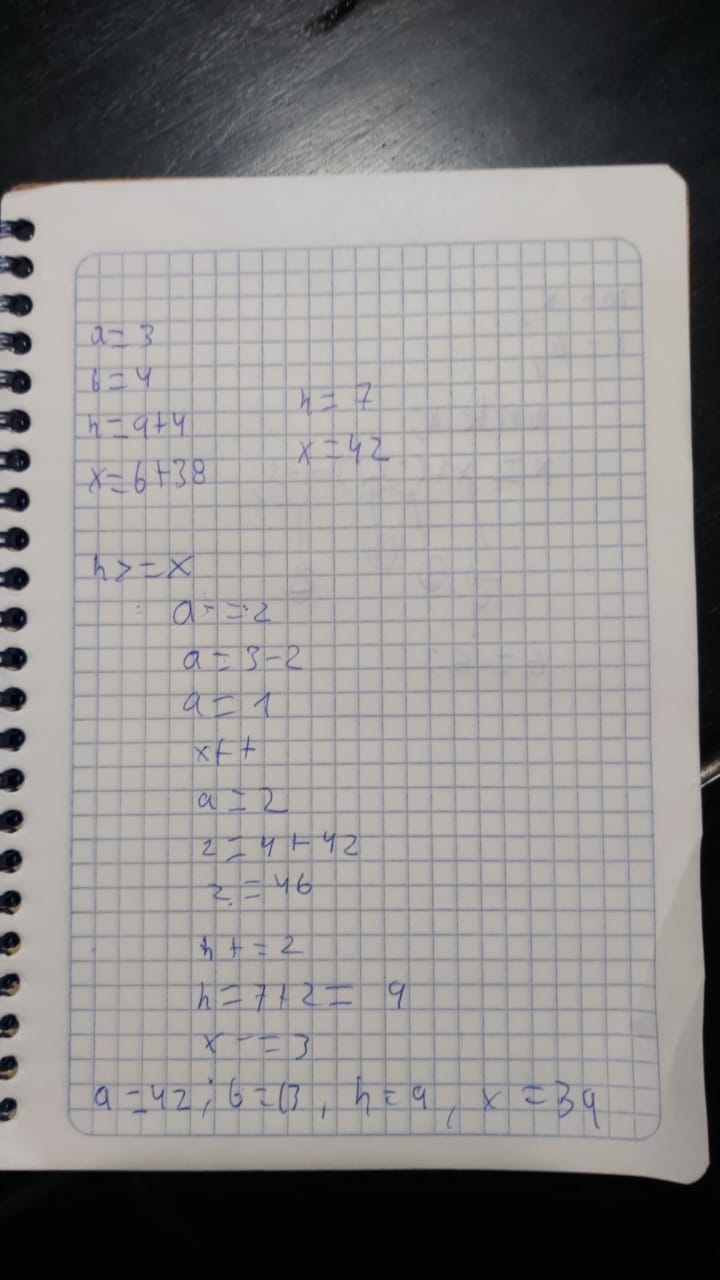 a=3
b=4
h=9+4
x=6+38
h=7
x=42
h>=x
a-=2
a=3-2
a=1
x++
a=2
z=4+42
z=46
h+=2
h=7+2= 9
x-=3
a=42; b=13, h=9, x=39